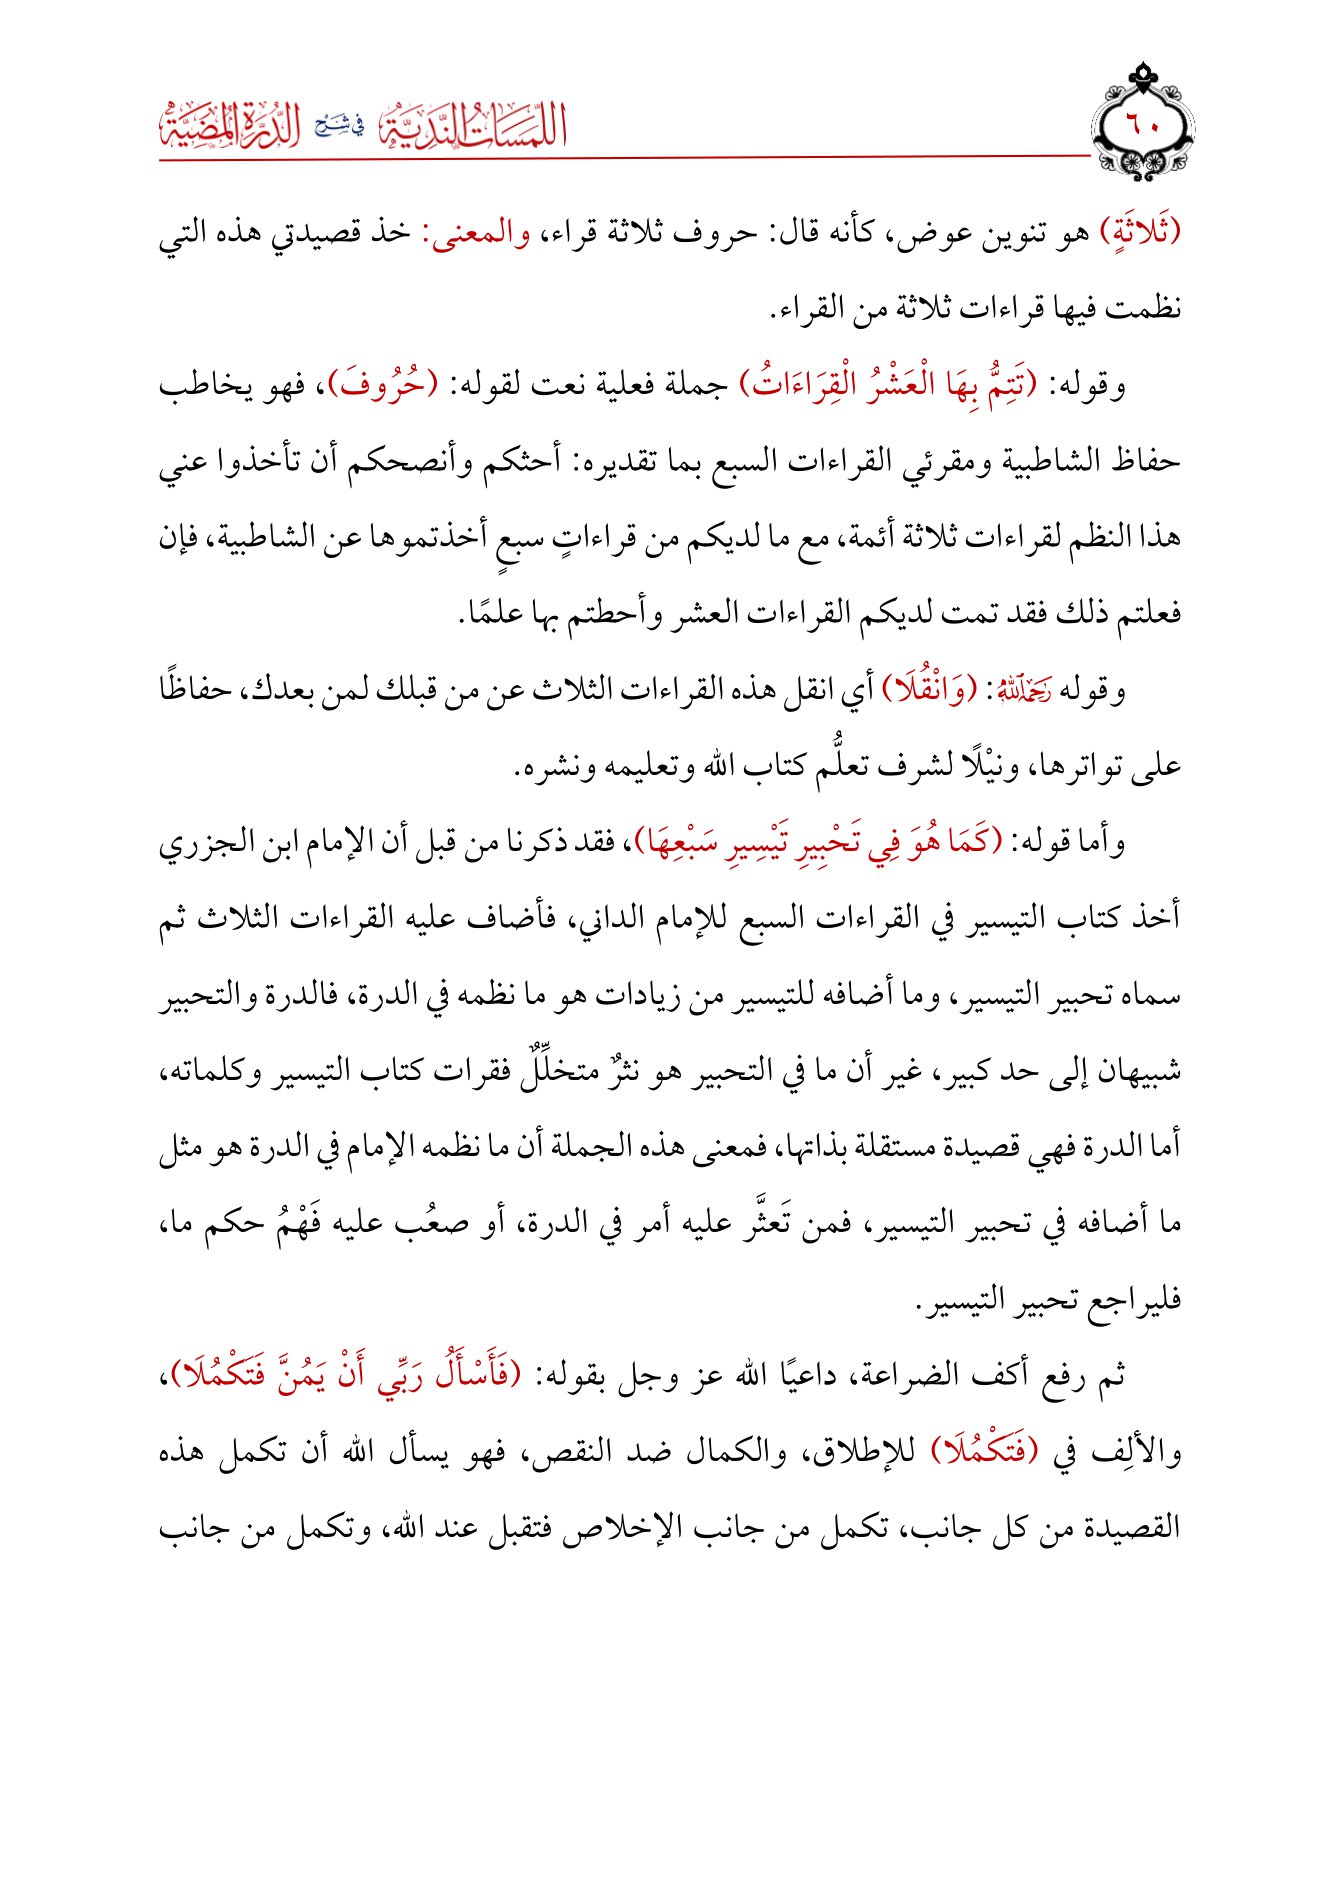 ٦٠
اللَّمَسَاتُ النَّدِيَّةُ فِي شَرْحِ الدُّرَّةِ الْمُضِيَّةِ
(ثَلاثَةٍ) هو تنوين عوض، كأنه قال: حروف ثلاثة قراء، والمعنى: خذ قصيدتي هذه التي
نظمت فيها قراءات ثلاثة من القراء.
وقوله: (تَتِمُّ بِهَا الْعَشْرُ الْقِرَاءَاتُ) جملة فعلية نعت لقوله: (حُرُوفَ)، فهو يخاطب
حفاظ الشاطبية ومقرئي القراءات السبع بما تقديره: أحثكم وأنصحكم أن تأخذوا عني
هذا النظم لقراءات ثلاثة أئمة، مع ما لديكم من قراءاتٍ سبعٍ أخذتموها عن الشاطبية، فإن
فعلتم ذلك فقد تمت لديكم القراءات العشر وأحطتم بها علمًا.
وقوله رَحِمَهُ اللَّهُ: (وَانْقُلَا) أي انقل هذه القراءات الثلاث عن من قبلك لمن بعدك، حفاظًا
على تواترها، ونيْلًا لشرف تعلُّم كتاب الله وتعليمه ونشره.
وأما قوله: (كَمَا هُوَ فِي تَحْبِيرِ تَيْسِيرِ سَبْعِهَا)، فقد ذكرنا من قبل أن الإمام ابن الجزري
أخذ كتاب التيسير في القراءات السبع للإمام الداني، فأضاف عليه القراءات الثلاث ثم
سماه تحبير التيسير، وما أضافه للتيسير من زيادات هو ما نظمه في الدرة، فالدرة والتحبير
شبيهان إلى حد كبير، غير أن ما في التحبير هو نثرٌ متخلِّلٌ فقرات كتاب التيسير وكلماته،
أما الدرة فهي قصيدة مستقلة بذاتها، فمعنى هذه الجملة أن ما نظمه الإمام في الدرة هو مثل
ما أضافه في تحبير التيسير، فمن تَعثَّر عليه أمر في الدرة، أو صعُب عليه فَهْمُ حكم ما،
فليراجع تحبير التيسير.
ثم رفع أكف الضراعة، داعيًا الله عز وجل بقوله: (فَأَسْأَلُ رَبِّي أَنْ يَمُنَّ فَتَكْمُلَا)،
والألِف في (فَتَكْمُلَا) للإطلاق، والكمال ضد النقص، فهو يسأل الله أن تكمل هذه
القصيدة من كل جانب، تكمل من جانب الإخلاص فتقبل عند الله، وتكمل من جانب